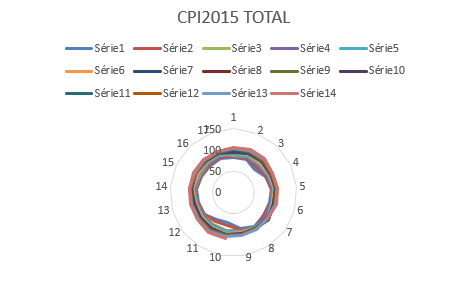 CPI2015 TOTAL
Série1 Série2 Série3 Série4 Série5
Série6 Série7 Série8 Série9 Série10
Série11 Série12 Série13 Série14
1
150
17 2
16 100 3
15 50 4
14 0 5
13 6
12 7
11 8
10 9